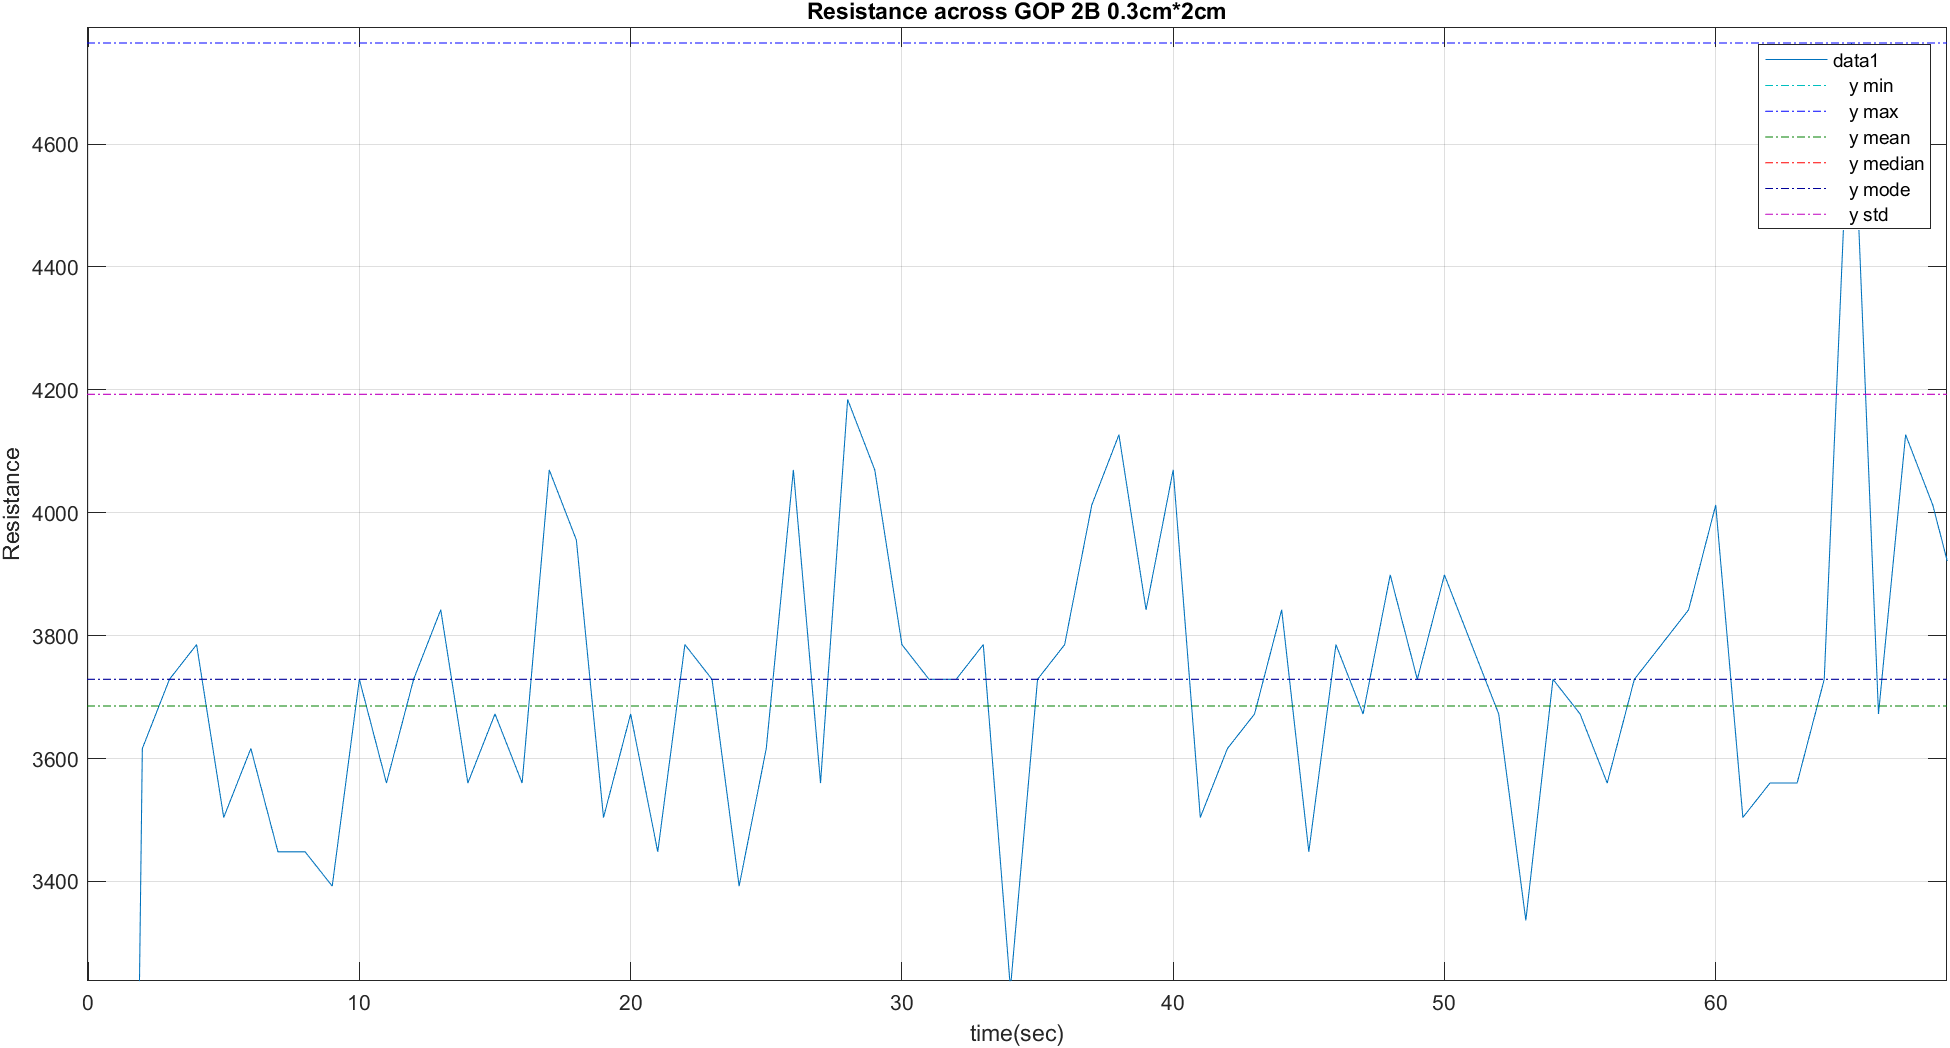 Resistance across GOP 2B 0.3cm*2cm
data1
y min
y max
y mean
y median
y mode
y std
4600
4400
4200
4000
3800
3600
3400
Resistance
0 10 20 30 40 50 60
time(sec)